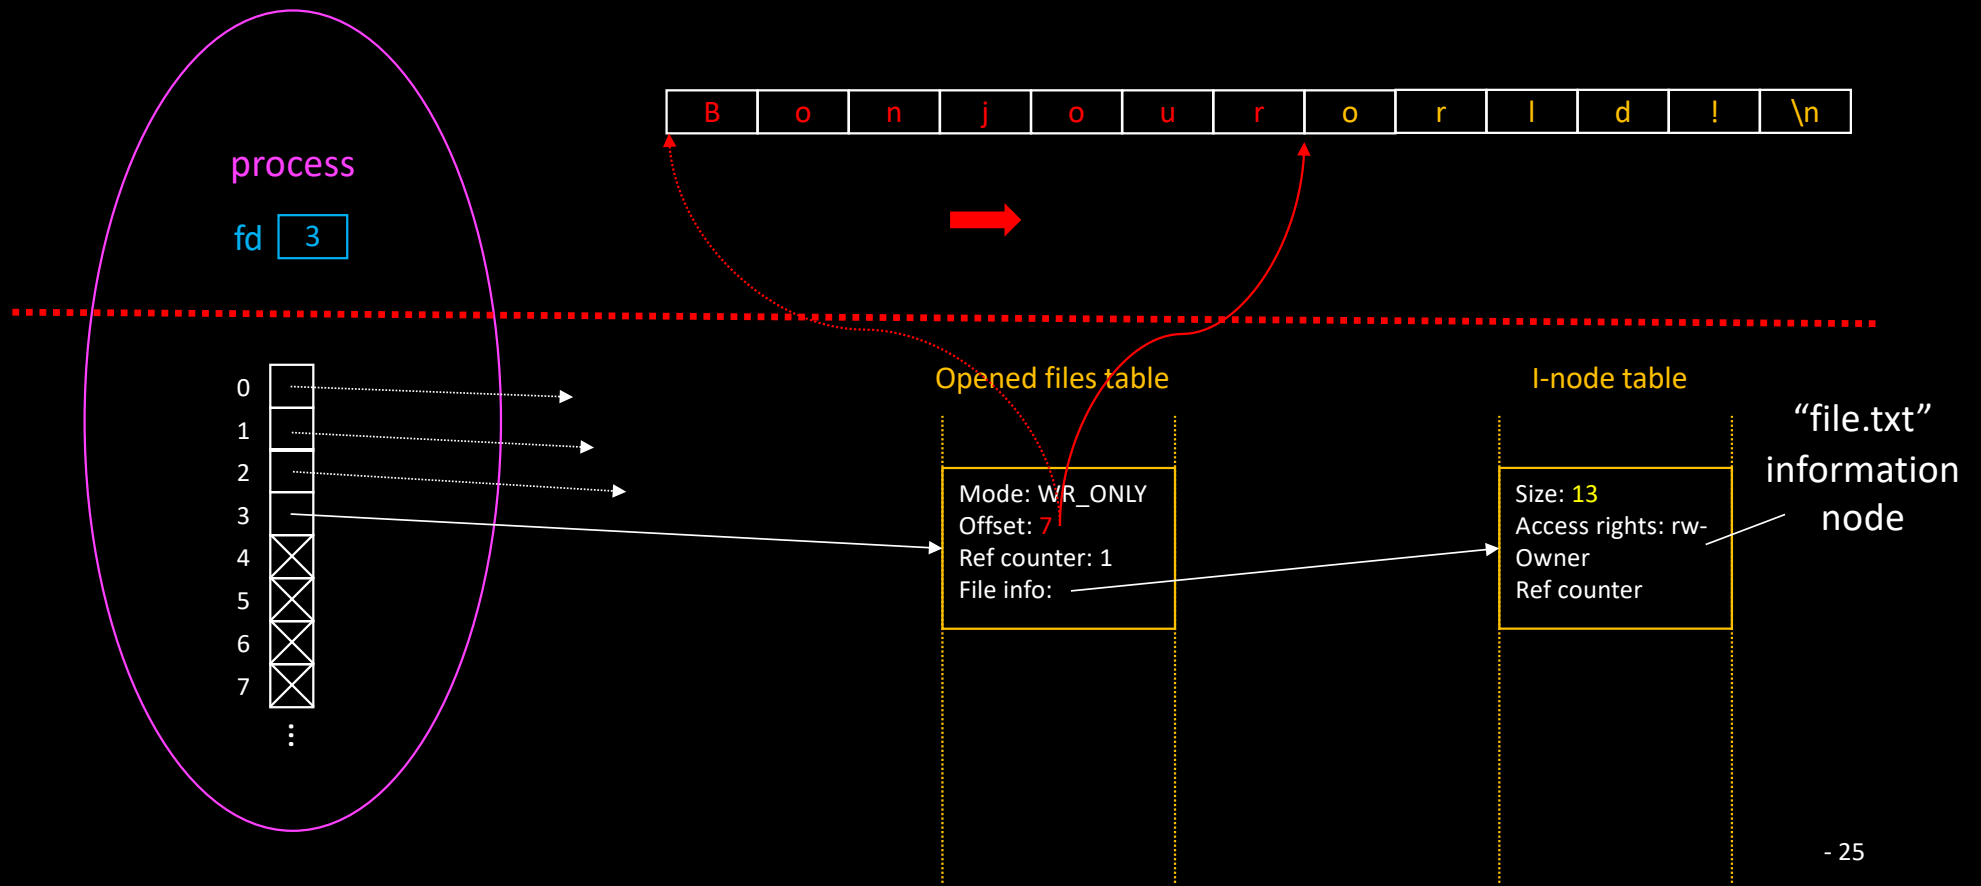 B o n j o u r o r l d ! \n
process
fd 3
0
1
2
3
4
5
6
7
...
Opened files table
Mode: WR_ONLY
Offset: 7
Ref counter: 1
File info:
I-node table
Size: 13
Access rights: rw-
Owner
Ref counter
“file.txt”
information
node
- 25